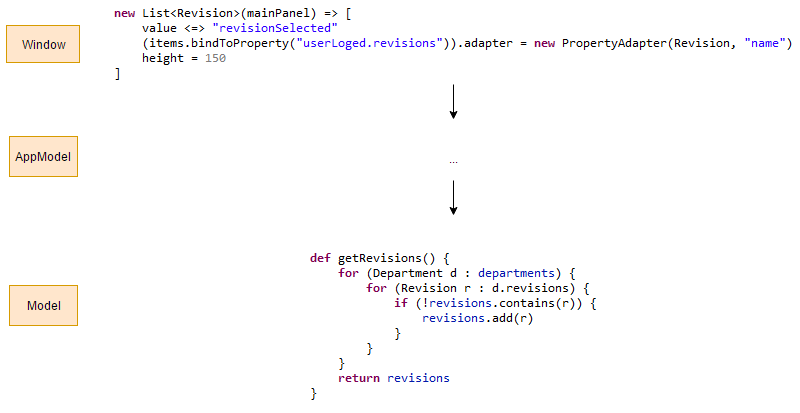 new List<Revision>(mainPanel) => [
value <=> "revisionSelected"
Window
(items.bindToProperty("userLoged.revisions")).adapter = new PropertyAdapter(Revision, "name")
height = 150
]
AppModel
...
def getRevisions() {
for (Department d : departments) {
for (Revision r : d.revisions) {
if (!revisions.contains(r)) {
Model
revisions.add(r)
}
}
}
return revisions
}